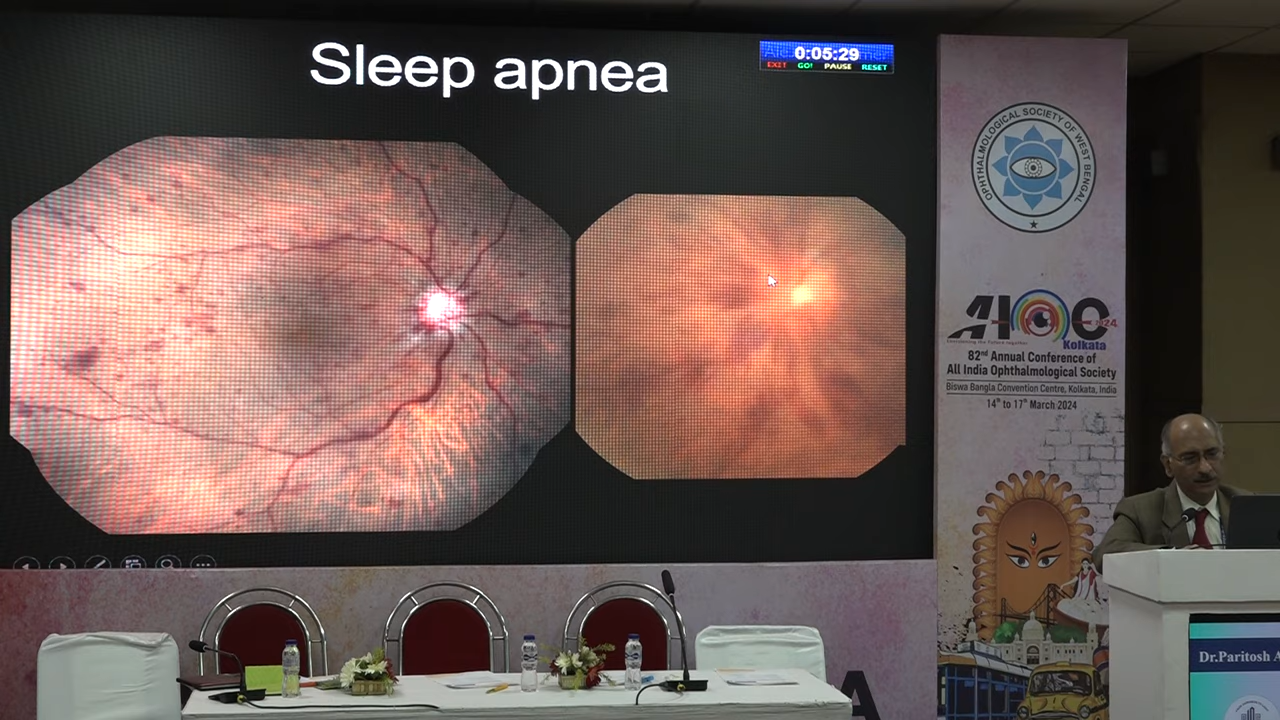 Sleep apnea
0:05:29
EXIT GO! PAUSE RESET
OPHTHALMOLOGICAL SOCIETY OF WEST BENGAL
AIOC 2024
Kolkata
82nd Annual Conference of
All India Ophthalmological Society
Biswa Bangla Convention Centre, Kolkata, India
14th to 17th March 2024
A
Dr.Paritosh A